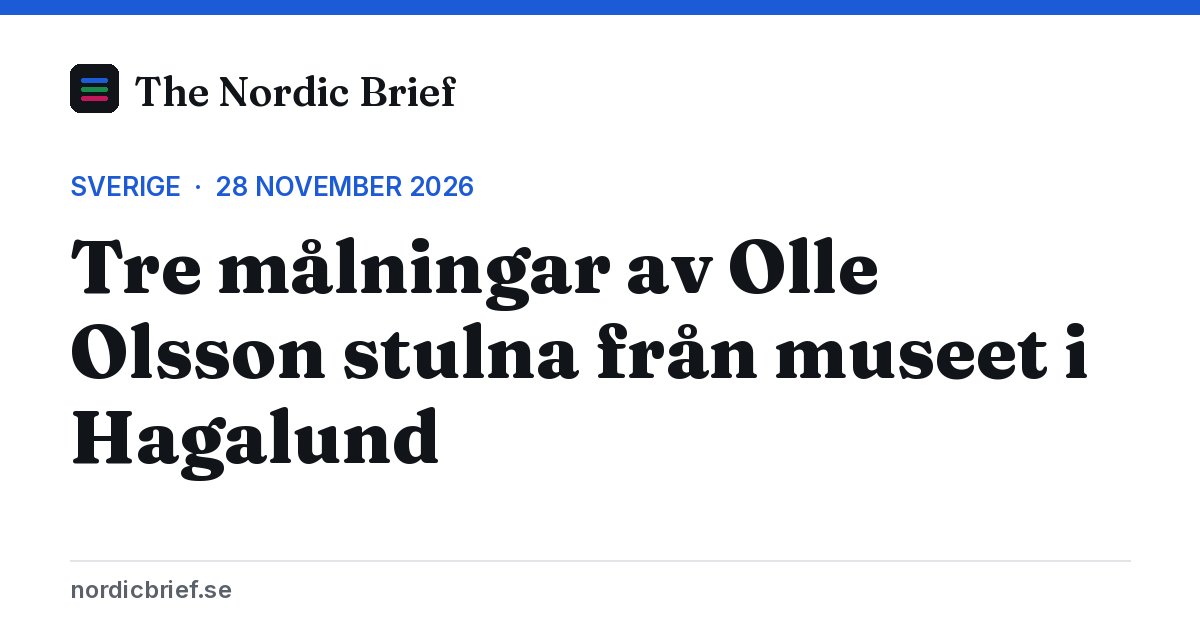 The Nordic Brief
SVERIGE · 28 NOVEMBER 2026
Tre målningar av Olle
Olsson stulna från museet i
Hagalund
nordicbrief.se